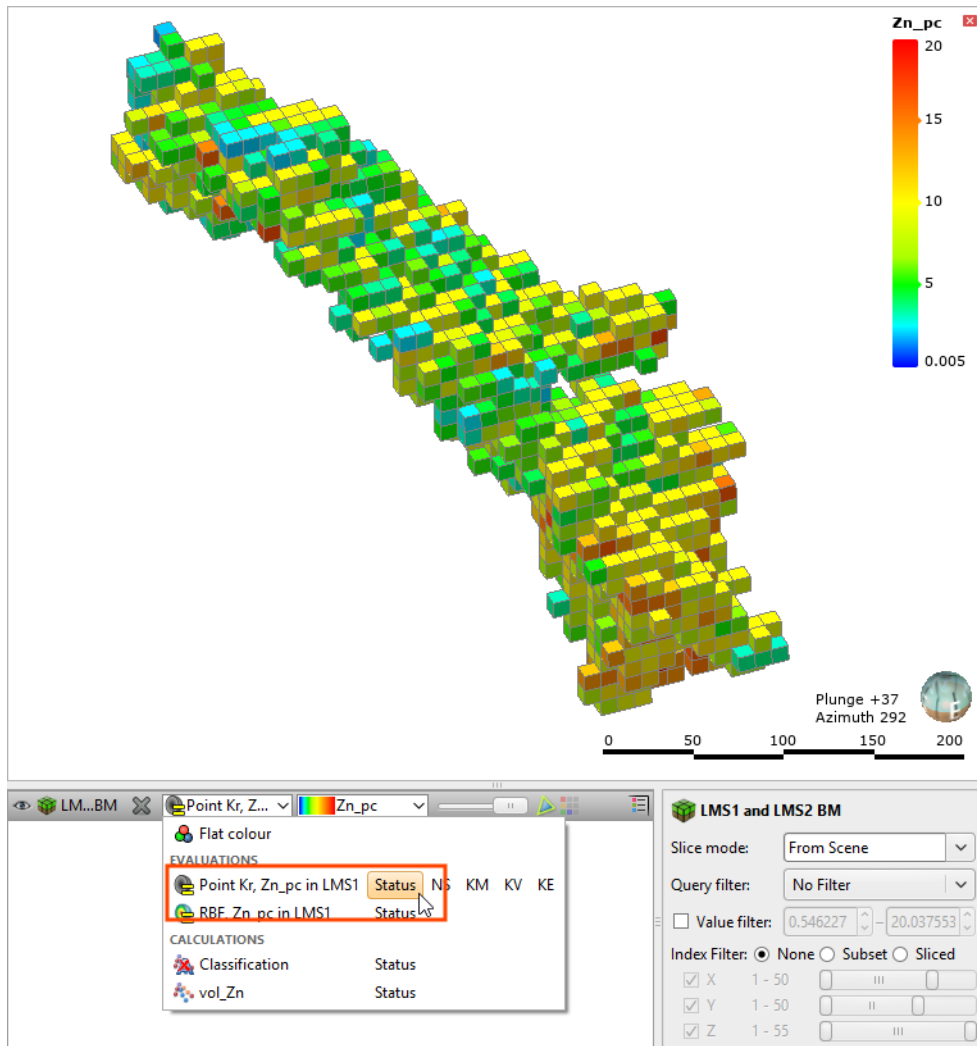 Zn_pc
20
15
10
5
0.005
Plunge +37
Azimuth 292
0 50 100 150 200
LM...BM Point Kr, Z... Zn_pc
Flat colour
EVALUATIONS
Point Kr, Zn_pc in LMS1 Status NS KM KV KE
RBF, Zn_pc in LMS1 Status
CALCULATIONS
Classification Status
vol_Zn Status
LMS1 and LMS2 BM
Slice mode: From Scene
Query filter: No Filter
Value filter: 0.546227 – 20.037553
Index Filter: None Subset Sliced
X 1 - 50
Y 1 - 50
Z 1 - 55